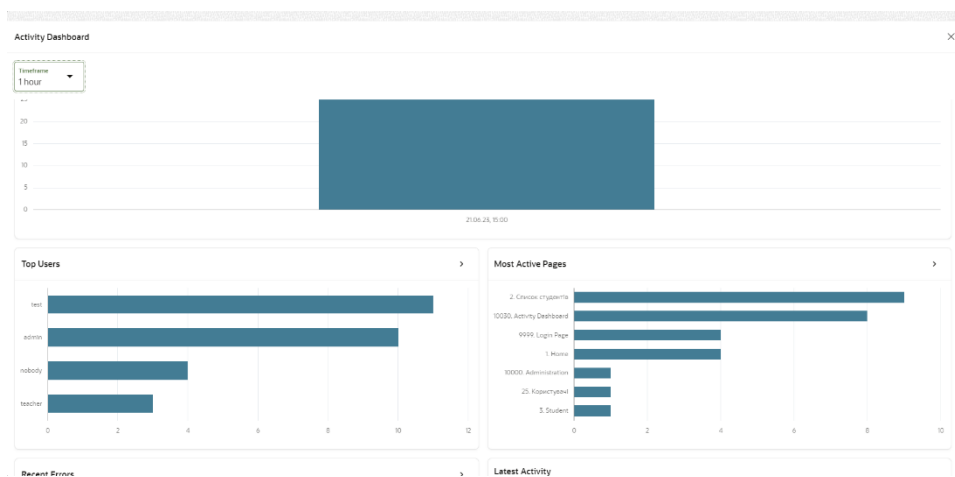 Activity Dashboard
Timeframe
1 hour
20
15
10
5
0
21.06.23, 15:00
Top Users
test
admin
nobody
teacher
0 2 4 6 8 10 12
Most Active Pages
2. Список студентів
10030. Activity Dashboard
9999. Login Page
1. Home
10000. Administration
25. Користувачі
3. Student
0 2 4 6 8 10
Recent Errors
Latest Activity